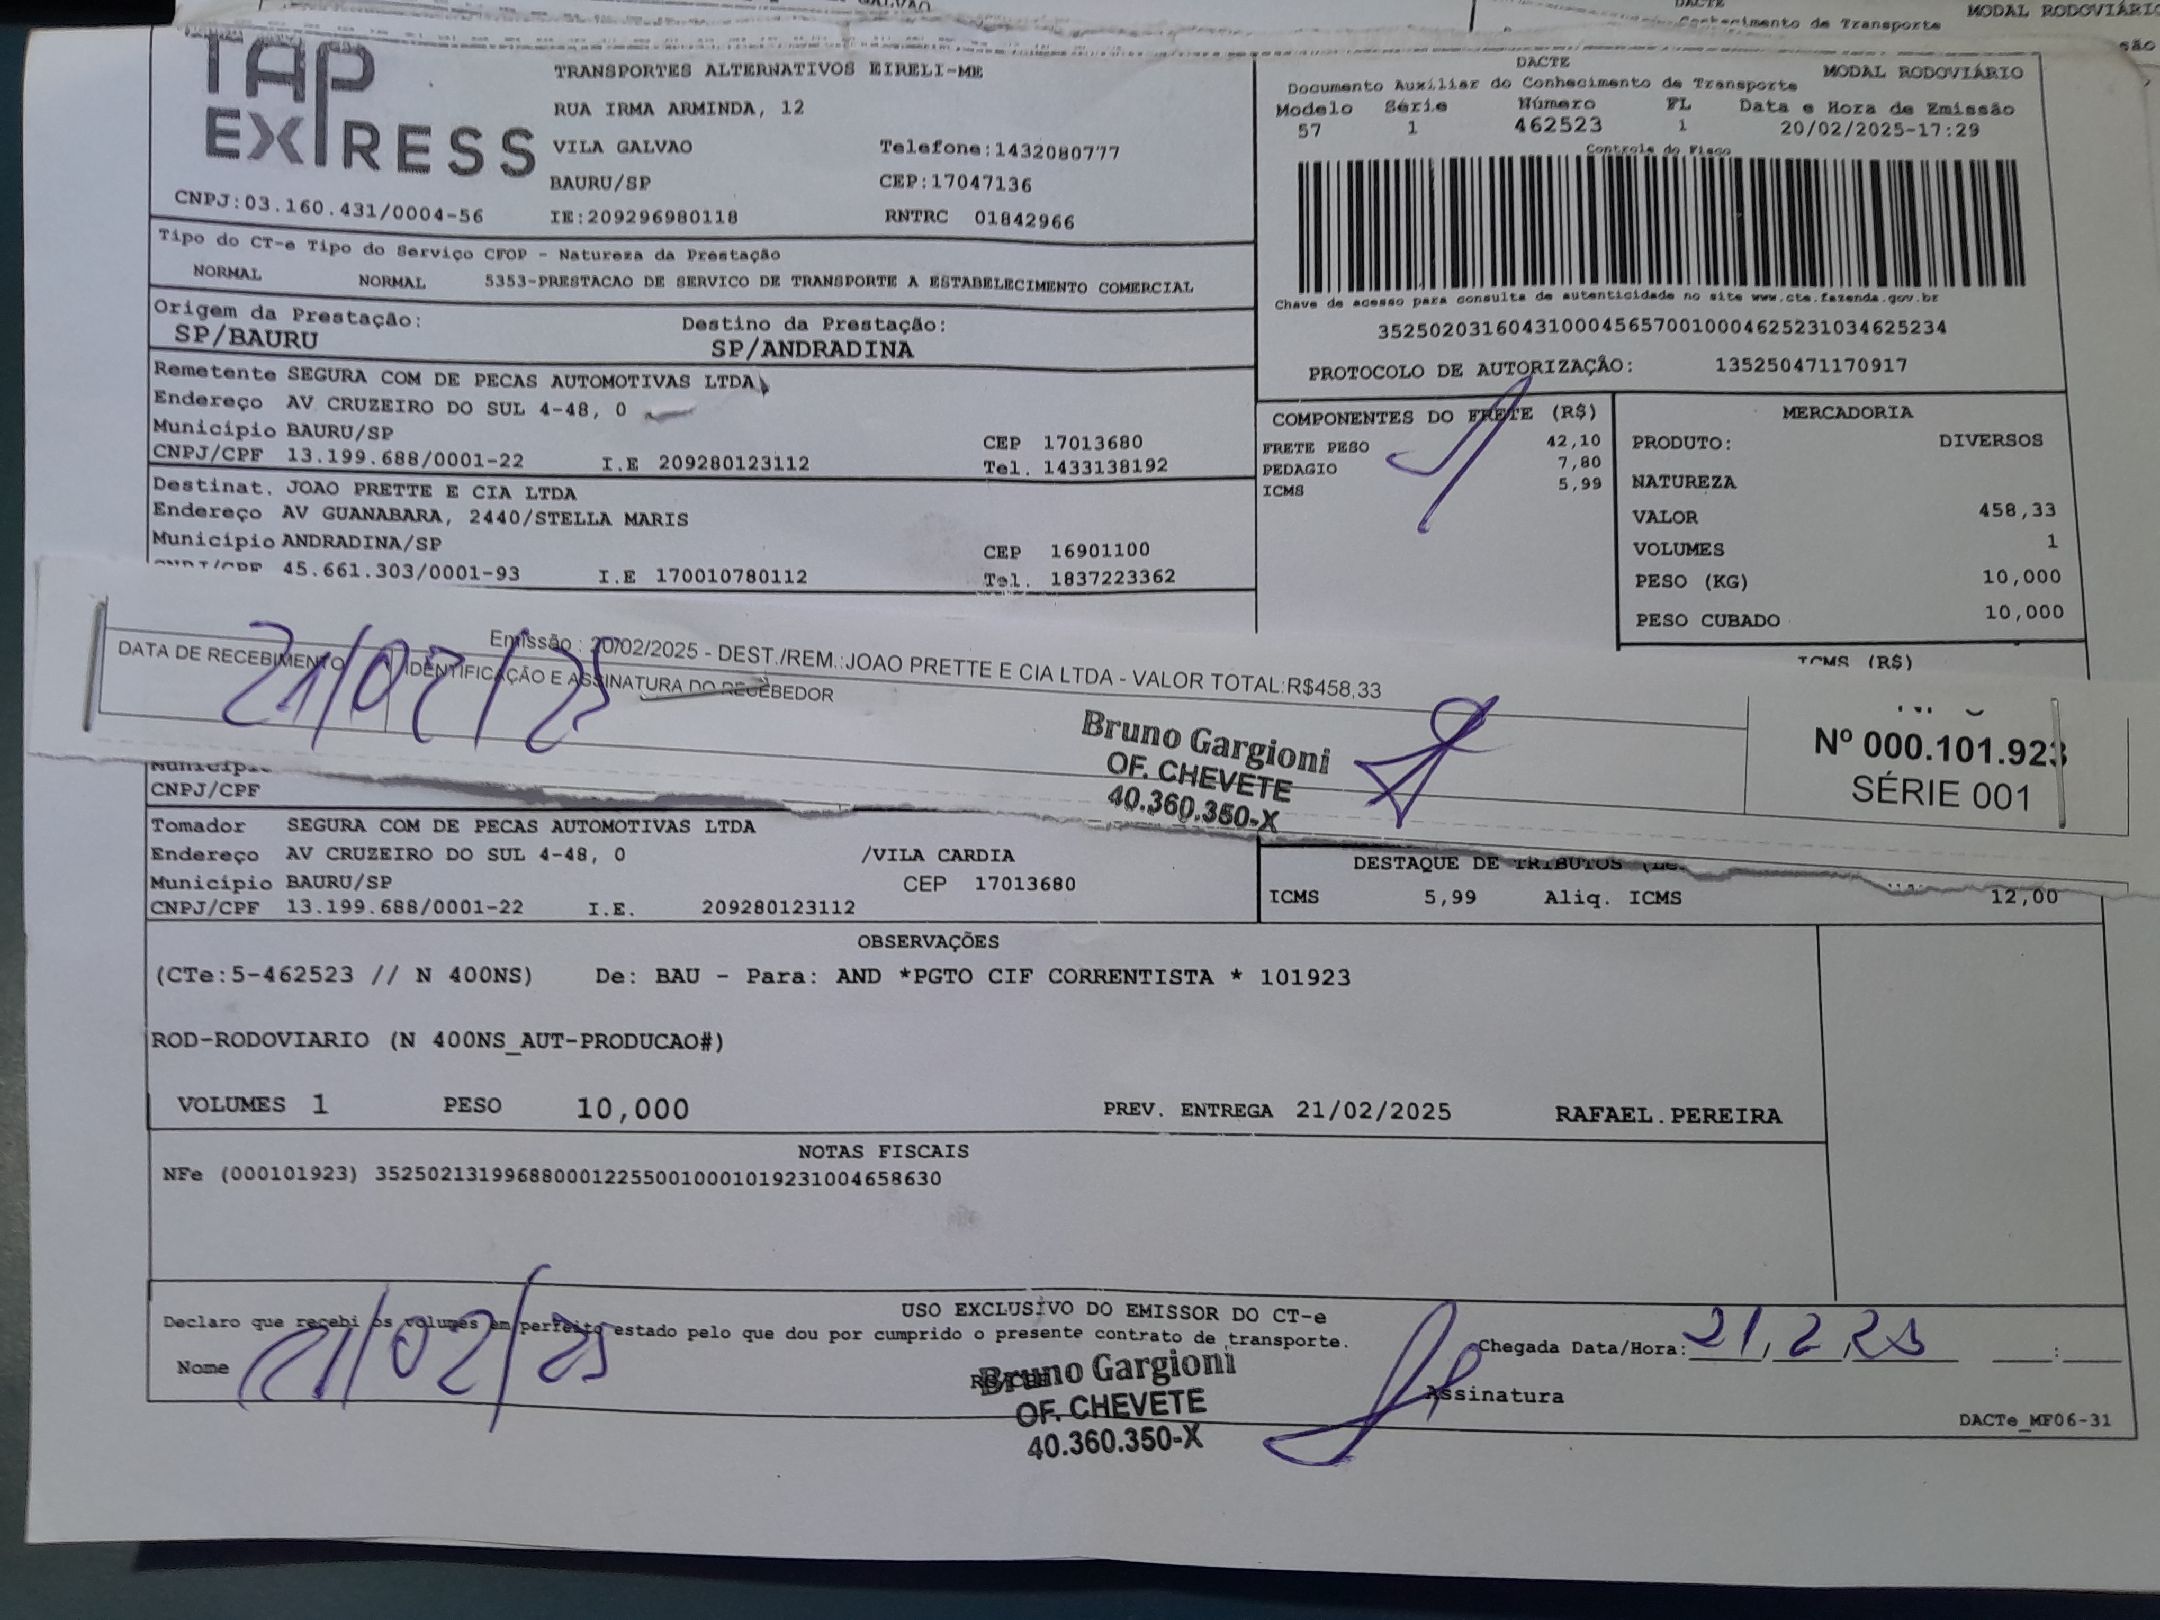 MODAL RODOVIÁRIO
Conhecimento de Transporte
TAP
EXPRESS
TRANSPORTES ALTERNATIVOS EIRELI-ME
RUA IRMA ARMINDA, 12
VILA GALVAO Telefone:1432080777
BAURU/SP CEP:17047136
CNPJ:03.160.431/0004-56 IE:209296980118 RNTRC 01842966
DACTE MODAL RODOVIÁRIO
Documento Auxiliar do Conhecimento de Transporte
Modelo Série Número FL Data e Hora de Emissão
57 1 462523 1 20/02/2025-17:29
Controle do Fisco
Chave de acesso para consulta de autenticidade no site www.cte.fazenda.gov.br
35250203160431000456570010004625231034625234
PROTOCOLO DE AUTORIZAÇÃO: 135250471170917
Tipo do CT-e Tipo do Serviço CFOP - Natureza da Prestação
NORMAL NORMAL 5353-PRESTACAO DE SERVICO DE TRANSPORTE A ESTABELECIMENTO COMERCIAL
Origem da Prestação: Destino da Prestação:
SP/BAURU SP/ANDRADINA
Remetente SEGURA COM DE PECAS AUTOMOTIVAS LTDA
Endereço AV CRUZEIRO DO SUL 4-48, 0
Município BAURU/SP CEP 17013680
CNPJ/CPF 13.199.688/0001-22 I.E 209280123112 Tel. 1433138192
Destinat. JOAO PRETTE E CIA LTDA
Endereço AV GUANABARA, 2440/STELLA MARIS
Município ANDRADINA/SP CEP 16901100
CNPJ/CPF 45.661.303/0001-93 I.E 170010780112 Tel. 1837223362
COMPONENTES DO FRETE (R$)
FRETE PESO 42,10
PEDAGIO 7,80
ICMS 5,99
MERCADORIA
PRODUTO: DIVERSOS
NATUREZA
VALOR 458,33
VOLUMES 1
PESO (KG) 10,000
PESO CUBADO 10,000
ICMS (R$)
Emissão : 20/02/2025 - DEST./REM.:JOAO PRETTE E CIA LTDA - VALOR TOTAL:R$458,33
DATA DE RECEBIMENTO IDENTIFICAÇÃO E ASSINATURA DO RECEBEDOR
21/02/25
Bruno Gargioni
OF. CHEVETE
40.360.350-X
Nº 000.101.923
SÉRIE 001
CNPJ/CPF
Tomador SEGURA COM DE PECAS AUTOMOTIVAS LTDA
Endereço AV CRUZEIRO DO SUL 4-48, 0 /VILA CARDIA
Município BAURU/SP CEP 17013680
CNPJ/CPF 13.199.688/0001-22 I.E. 209280123112
DESTAQUE DE TRIBUTOS
ICMS 5,99 Aliq. ICMS 12,00
OBSERVAÇÕES
(CTe:5-462523 // N 400NS) De: BAU - Para: AND *PGTO CIF CORRENTISTA * 101923
ROD-RODOVIARIO (N 400NS_AUT-PRODUCAO#)
VOLUMES 1 PESO 10,000 PREV. ENTREGA 21/02/2025 RAFAEL.PEREIRA
NOTAS FISCAIS
NFe (000101923) 35250213199688000122550010001019231004658630
USO EXCLUSIVO DO EMISSOR DO CT-e
Declaro que recebi os volumes em perfeito estado pelo que dou por cumprido o presente contrato de transporte.
Chegada Data/Hora: 21,2,25 :
Nome 21/02/25
Bruno Gargioni
OF. CHEVETE
40.360.350-X
Assinatura
DACTe_MF06-31